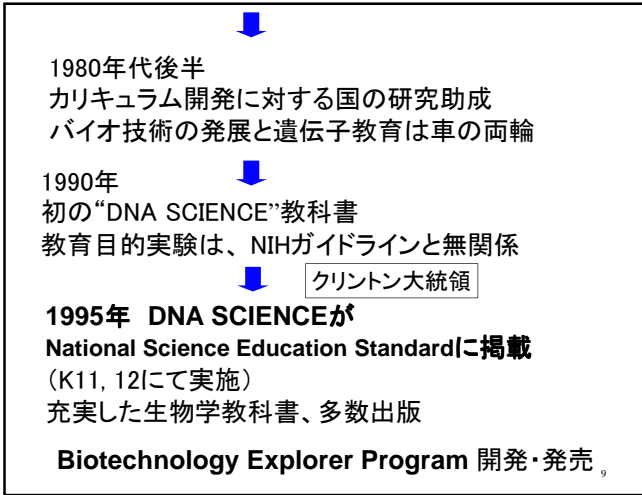 1980年代後半
カリキュラム開発に対する国の研究助成
バイオ技術の発展と遺伝子教育は車の両輪
1990年
初の“DNA SCIENCE”教科書
教育目的実験は、NIHガイドラインと無関係
クリントン大統領
1995年 DNA SCIENCEが
National Science Education Standardに掲載
（K11, 12にて実施）
充実した生物学教科書、多数出版
Biotechnology Explorer Program 開発・発売
9